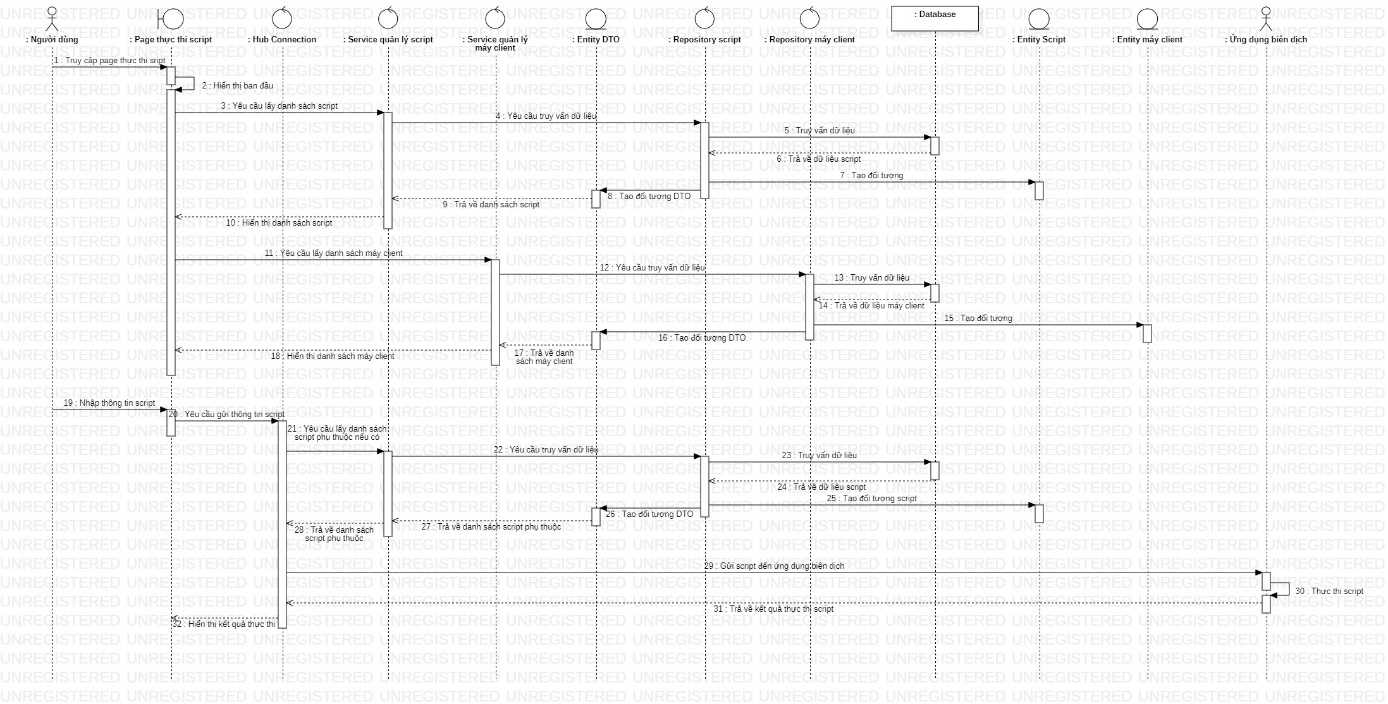 : Người dùng
: Page thực thi script
: Hub Connection
: Service quản lý script
: Service quản lý
máy client
: Entity DTO
: Repository script
: Repository máy client
: Database
: Entity Script
: Entity máy client
: Ứng dụng biên dịch
1 : Truy cập page thực thi sript
2 : Hiển thị ban đầu
3 : Yêu cầu lấy danh sách script
4 : Yêu cầu truy vấn dữ liệu
5 : Truy vấn dữ liệu
6 : Trả về dữ liệu script
7 : Tạo đối tượng
8 : Tạo đối tượng DTO
9 : Trả về danh sách script
10 : Hiển thị danh sách script
11 : Yêu cầu lấy danh sách máy client
12 : Yêu cầu truy vấn dữ liệu
13 : Truy vấn dữ liệu
14 : Trả về dữ liệu máy client
15 : Tạo đối tượng
16 : Tạo đối tượng DTO
17 : Trả về danh
sách máy client
18 : Hiển thị danh sách máy client
19 : Nhập thông tin script
20 : Yêu cầu gửi thông tin script
21 : Yêu cầu lấy danh sách
script phụ thuộc nếu có
22 : Yêu cầu truy vấn dữ liệu
23 : Truy vấn dữ liệu
24 : Trả về dữ liệu script
25 : Tạo đối tượng script
26 : Tạo đối tượng DTO
27 : Trả về danh sách script phụ thuộc
28 : Trả về danh sách
script phụ thuộc
29 : Gửi script đến ứng dụng biên dịch
30 : Thực thi script
31 : Trả về kết quả thực thi script
32 : Hiển thị kết quả thực thi